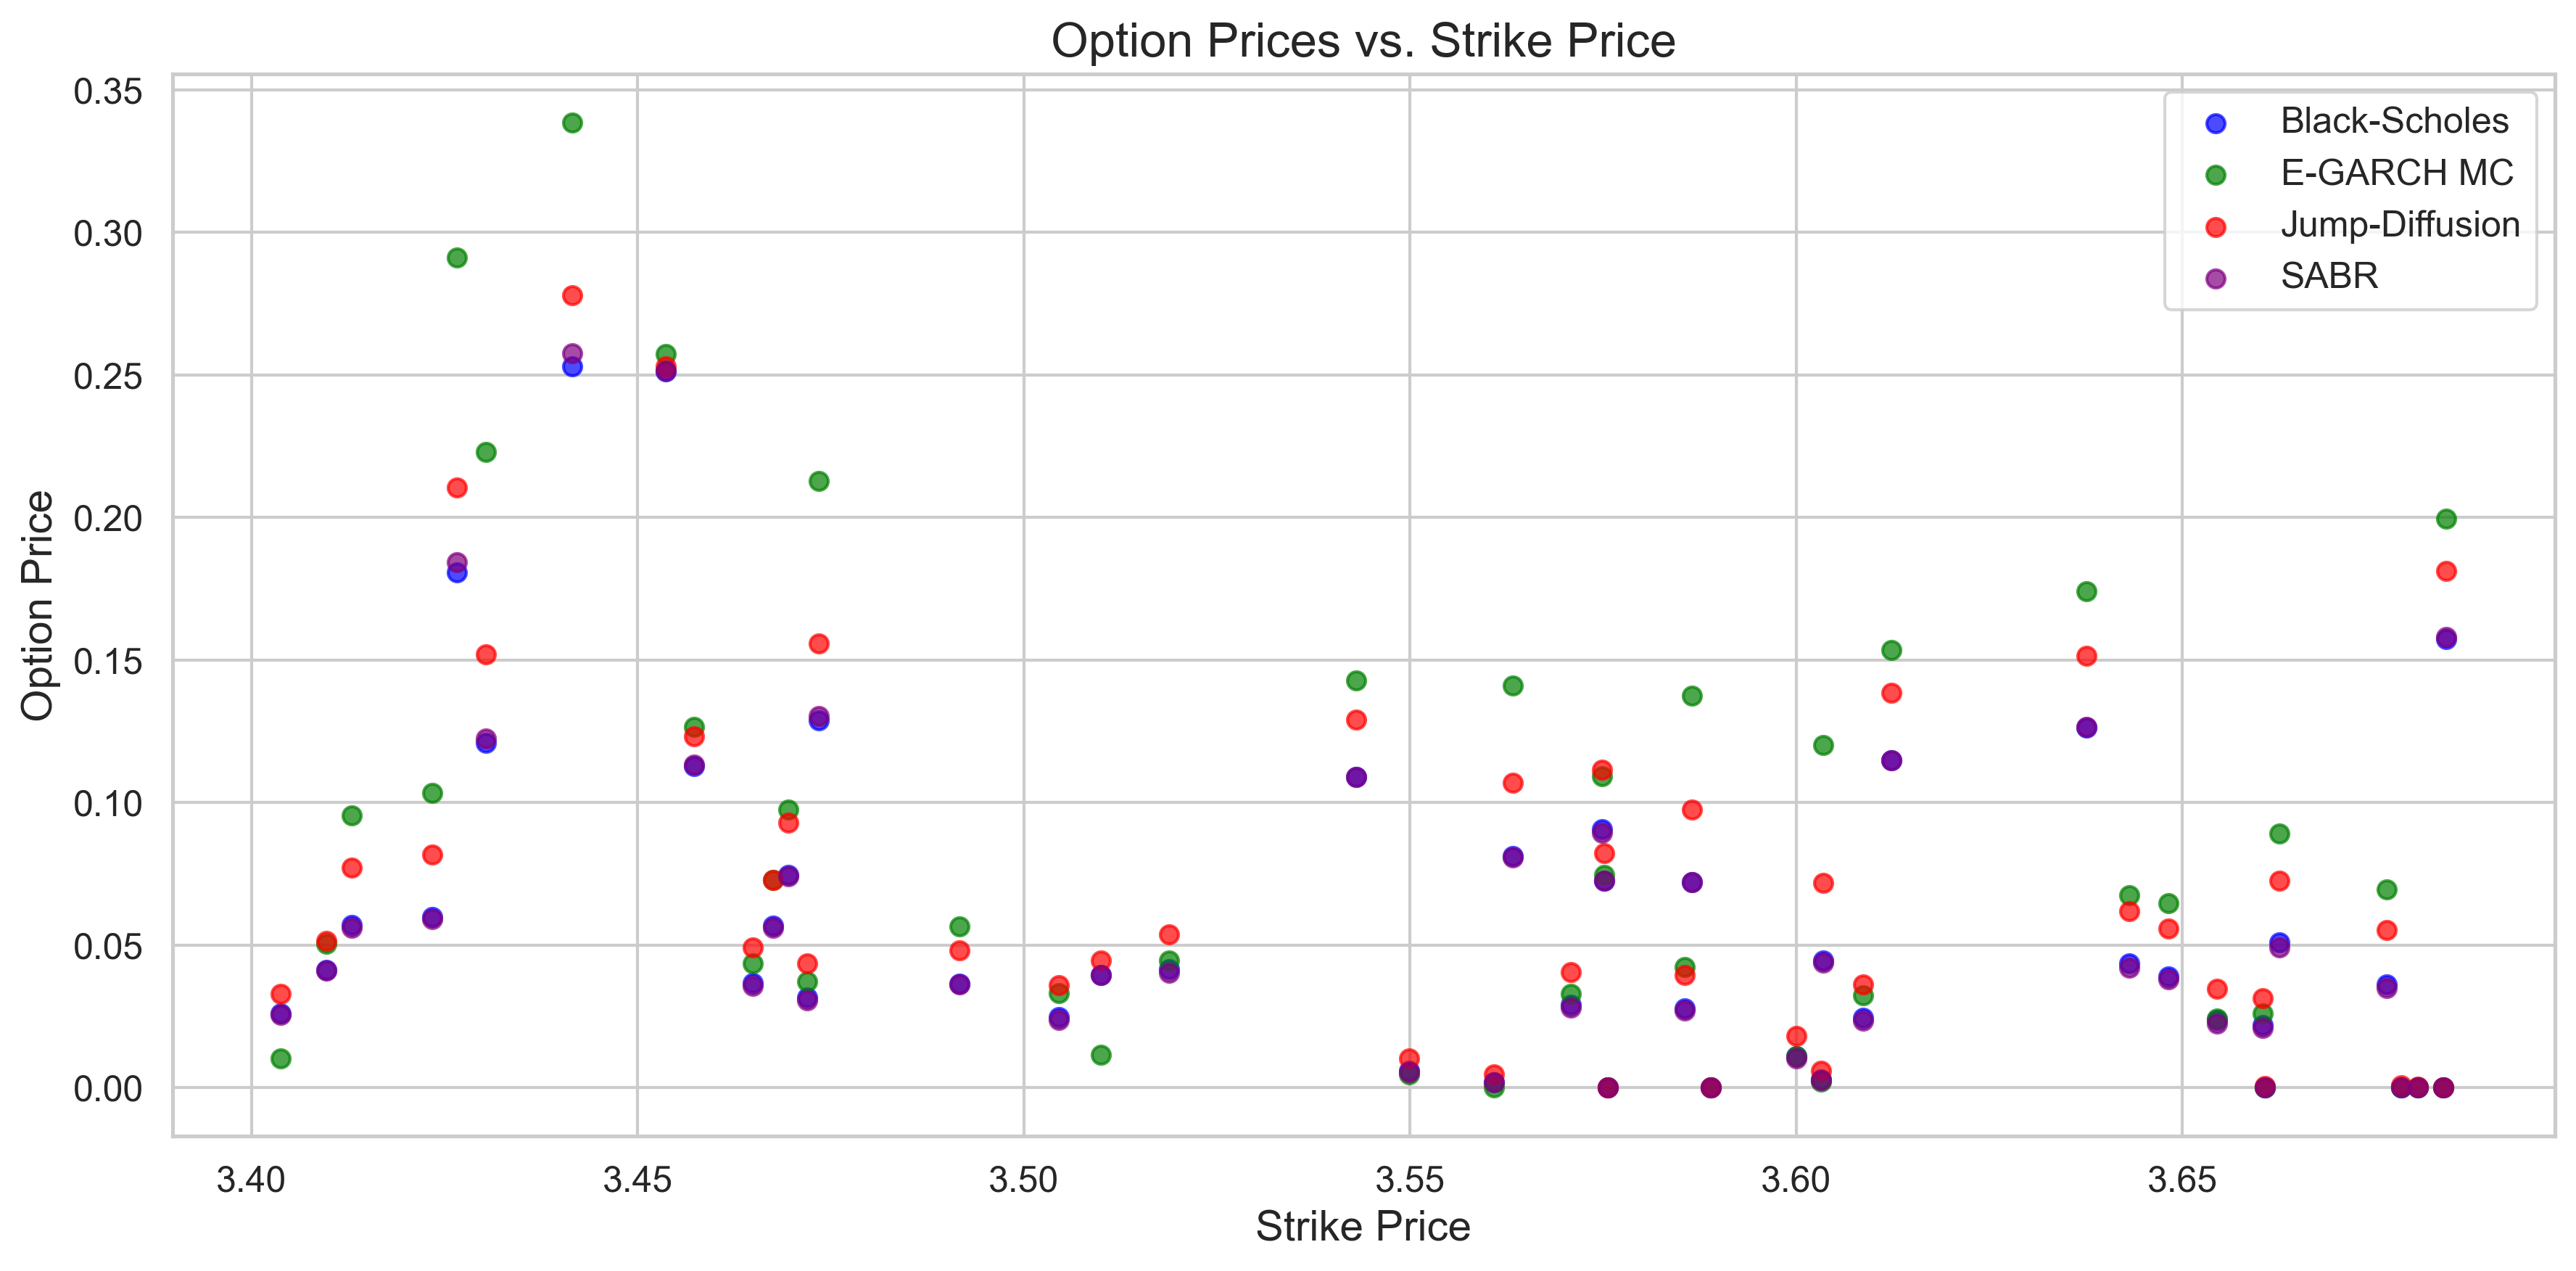 Option Prices vs. Strike Price
0.35
0.30
0.25
0.20
0.15
0.10
0.05
0.00
Option Price
Black-Scholes
E-GARCH MC
Jump-Diffusion
SABR
3.40 3.45 3.50 3.55 3.60 3.65
Strike Price